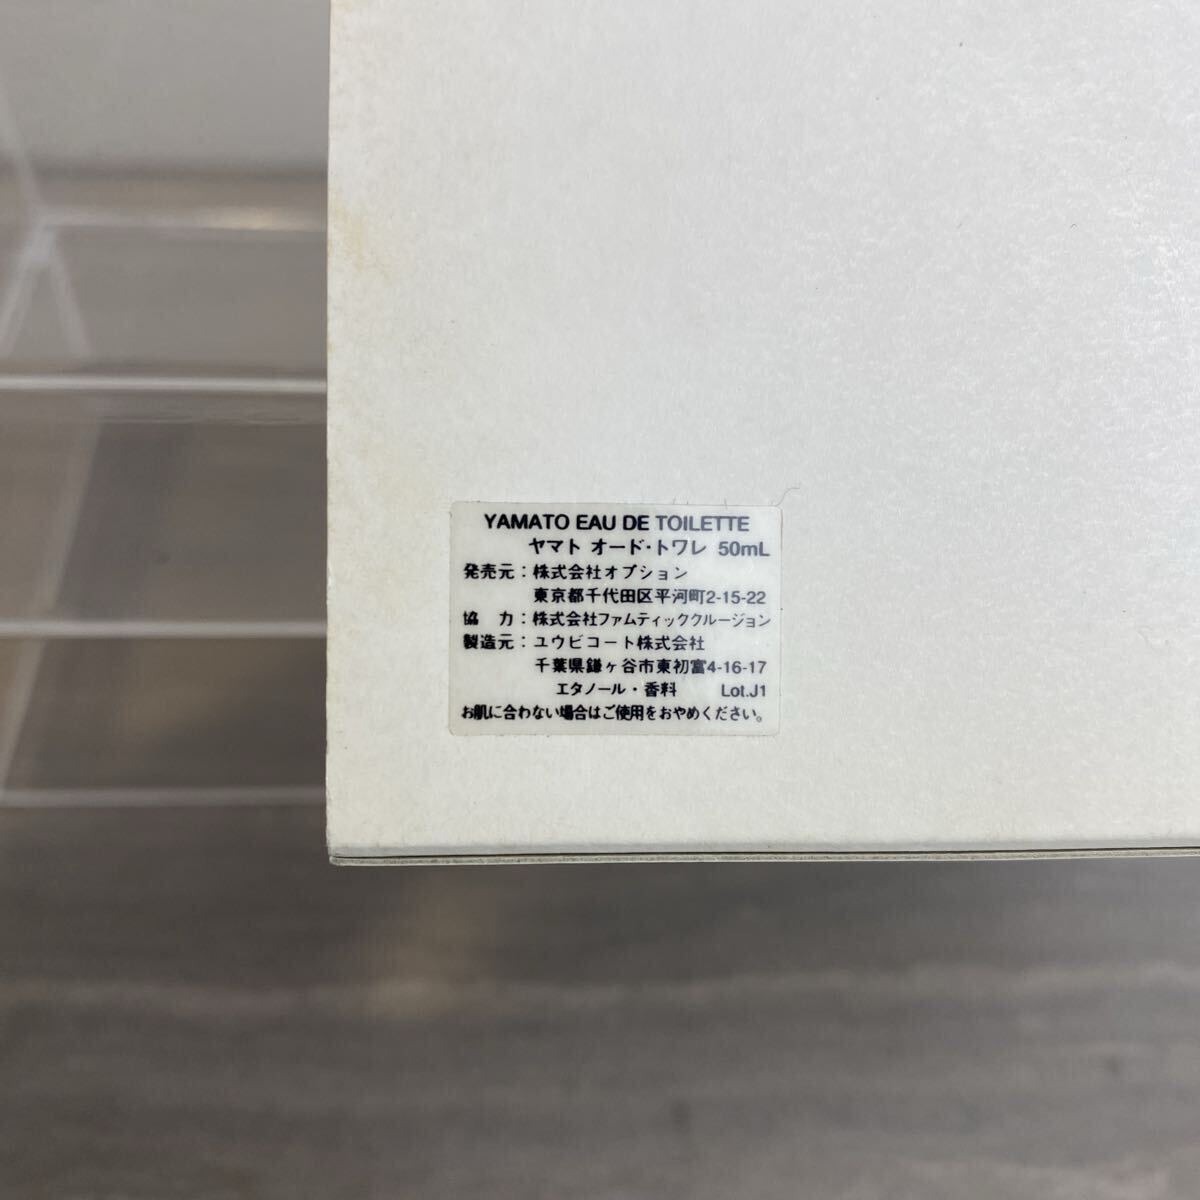 YAMATO EAU DE TOILETTE
ヤマト オード・トワレ 50mL
発売元：株式会社オプション
東京都千代田区平河町2-15-22
協　力：株式会社ファムティッククルージョン
製造元：ユウビコート株式会社
千葉県鎌ヶ谷市東初富4-16-17
エタノール・香料 Lot.J1
お肌に合わない場合はご使用をおやめください。